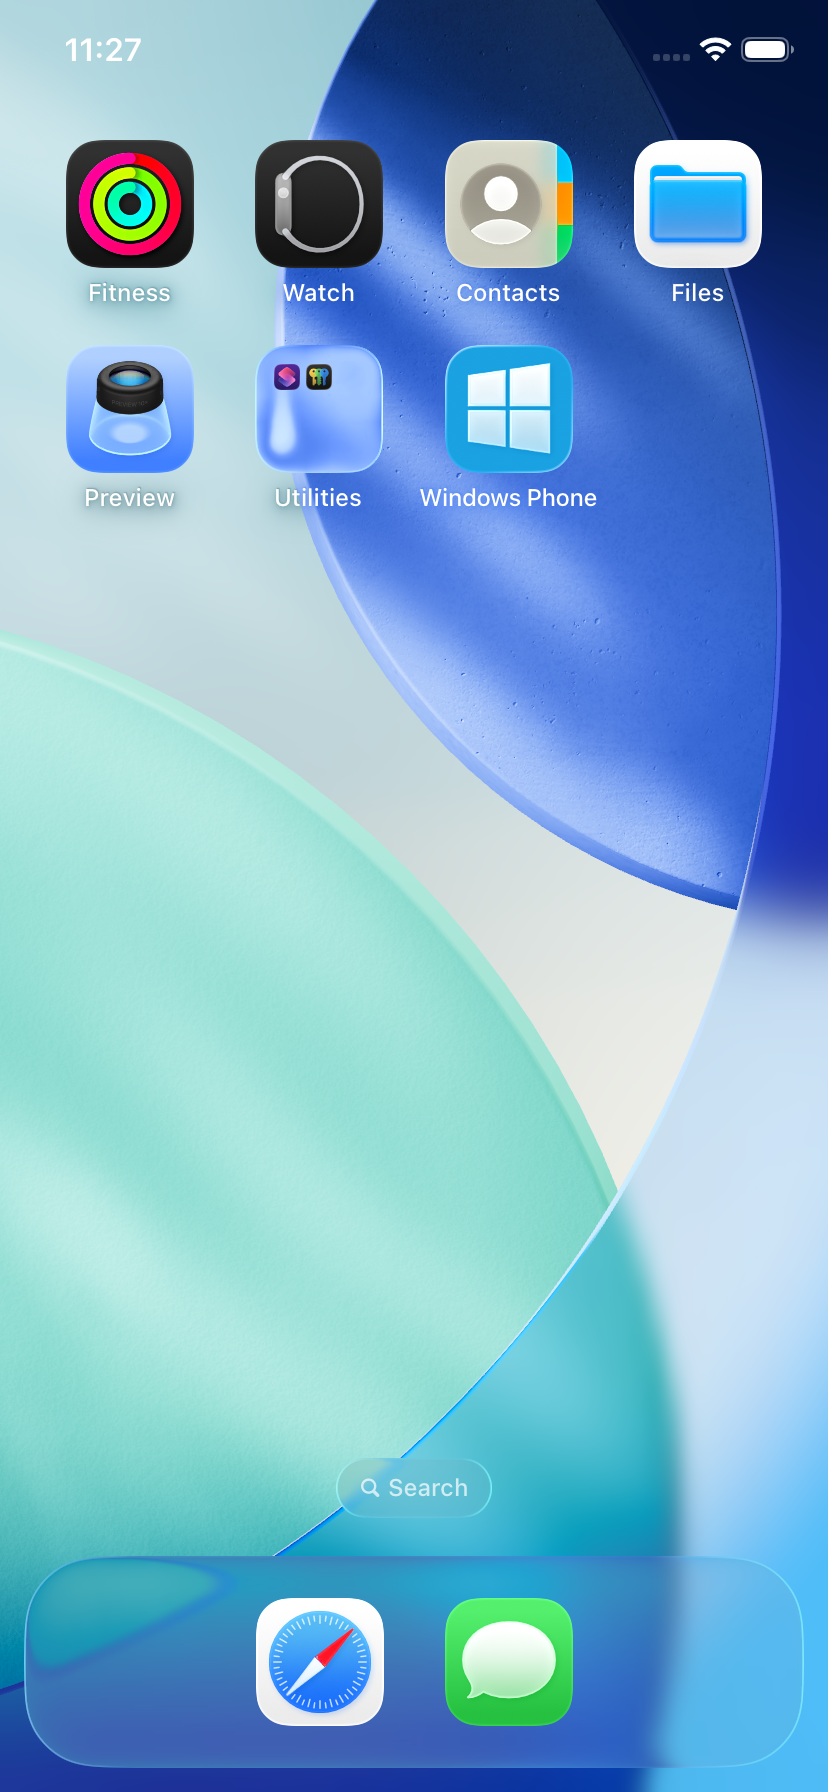 11:27
Fitness
Watch
Contacts
Files
Preview
Utilities
Windows Phone
Search